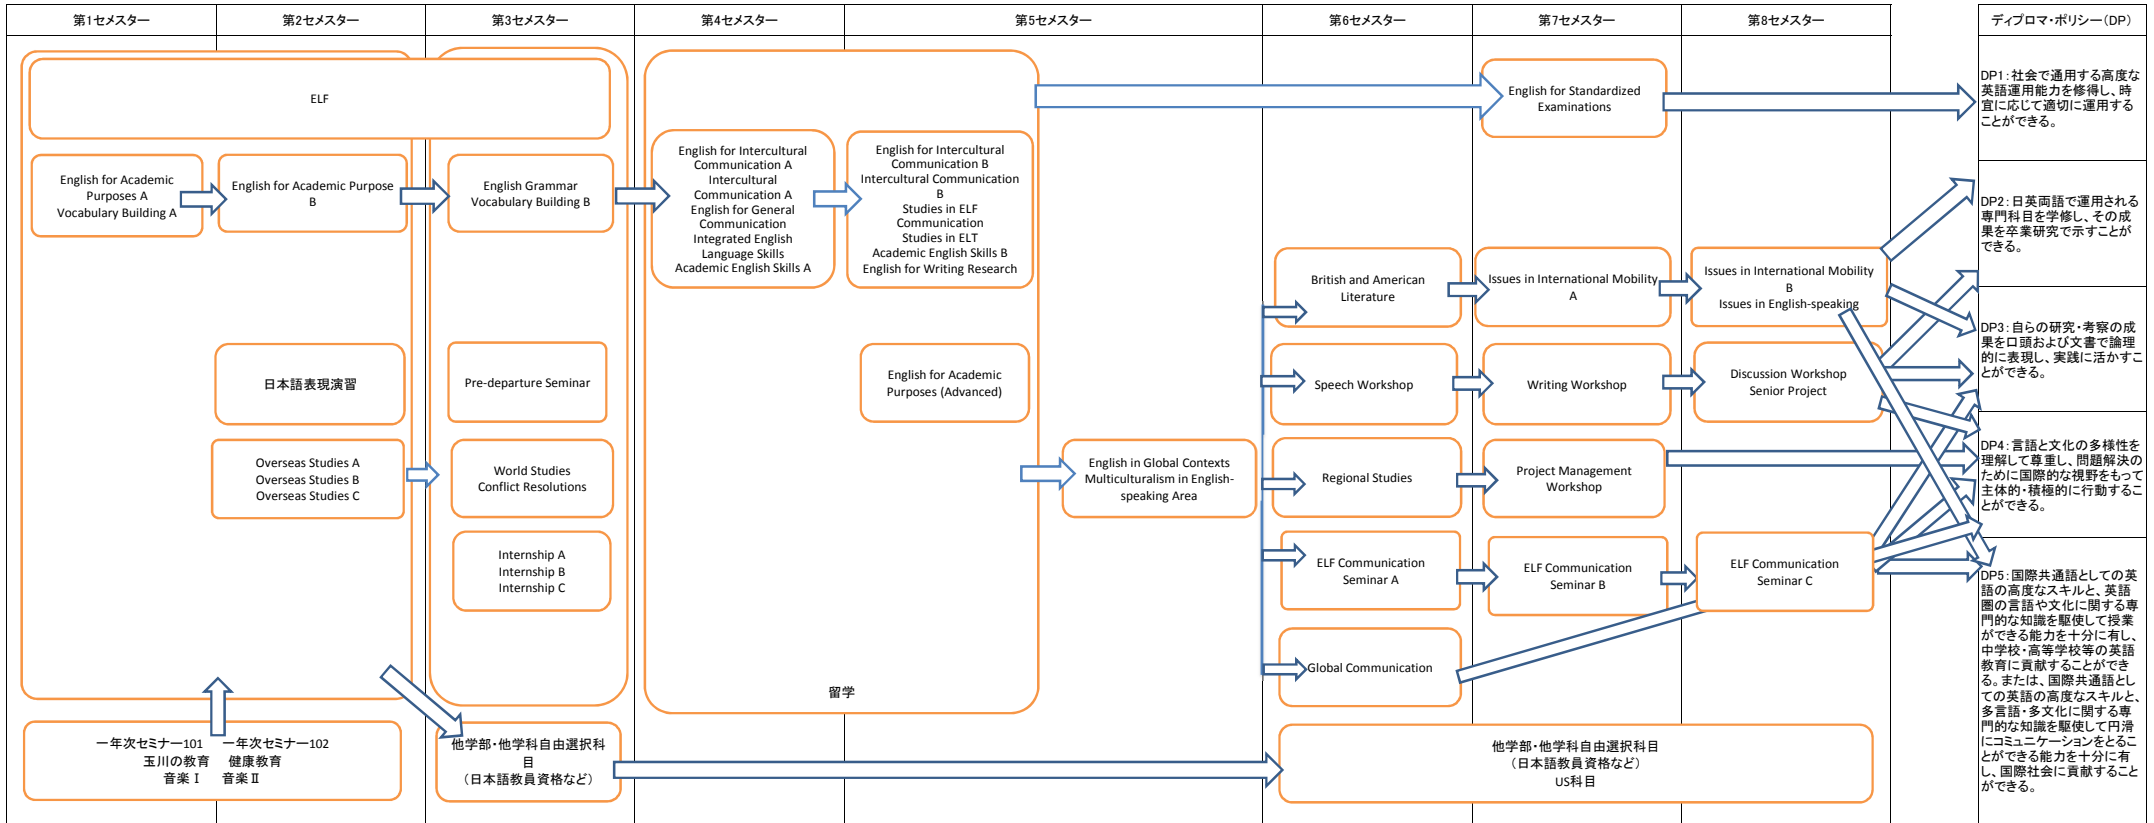 第1セメスター
第2セメスター
第3セメスター
第4セメスター
第5セメスター
第6セメスター
第7セメスター
第8セメスター
ディプロマ・ポリシー(DP)
ELF
English for Academic
Purposes A
Vocabulary Building A
English for Academic Purpose
B
English Grammar
Vocabulary Building B
English for Intercultural
Communication A
Intercultural
Communication A
English for General
Communication
Integrated English
Language Skills
Academic English Skills A
English for Intercultural
Communication B
Intercultural Communication
B
Studies in ELF
Communication
Studies in ELT
Academic English Skills B
English for Writing Research
English for Standardized
Examinations
British and American
Literature
Issues in International Mobility
A
Issues in International Mobility
B
Issues in English-speaking
日本語表現演習
Pre-departure Seminar
English for Academic
Purposes (Advanced)
Speech Workshop
Writing Workshop
Discussion Workshop
Senior Project
Overseas Studies A
Overseas Studies B
Overseas Studies C
World Studies
Conflict Resolutions
English in Global Contexts
Multiculturalism in English-
speaking Area
Regional Studies
Project Management
Workshop
Internship A
Internship B
Internship C
ELF Communication
Seminar A
ELF Communication
Seminar B
ELF Communication
Seminar C
Global Communication
留学
一年次セミナー101 一年次セミナー102
玉川の教育 健康教育
音楽Ⅰ 音楽Ⅱ
他学部・他学科自由選択科
目
(日本語教員資格など)
他学部・他学科自由選択科目
(日本語教員資格など)
US科目
DP1:社会で通用する高度な
英語運用能力を修得し、時
宜に応じて適切に運用する
ことができる。
DP2:日英両語で運用される
専門科目を学修し、その成
果を卒業研究で示すことが
できる。
DP3:自らの研究・考察の成
果を口頭および文書で論理
的に表現し、実践に活かすこ
とができる。
DP4:言語と文化の多様性を
理解して尊重し、問題解決の
ために国際的な視野をもって
主体的・積極的に行動するこ
とができる。
DP5:国際共通語としての英
語の高度なスキルと、英語
圏の言語や文化に関する専
門的な知識を駆使して授業
ができる能力を十分に有し、
中学校・高等学校等の英語
教育に貢献することができ
る。または、国際共通語とし
ての英語の高度なスキルと、
多言語・多文化に関する専
門的な知識を駆使して円滑
にコミュニケーションをとるこ
とができる能力を十分に有
し、国際社会に貢献すること
ができる。